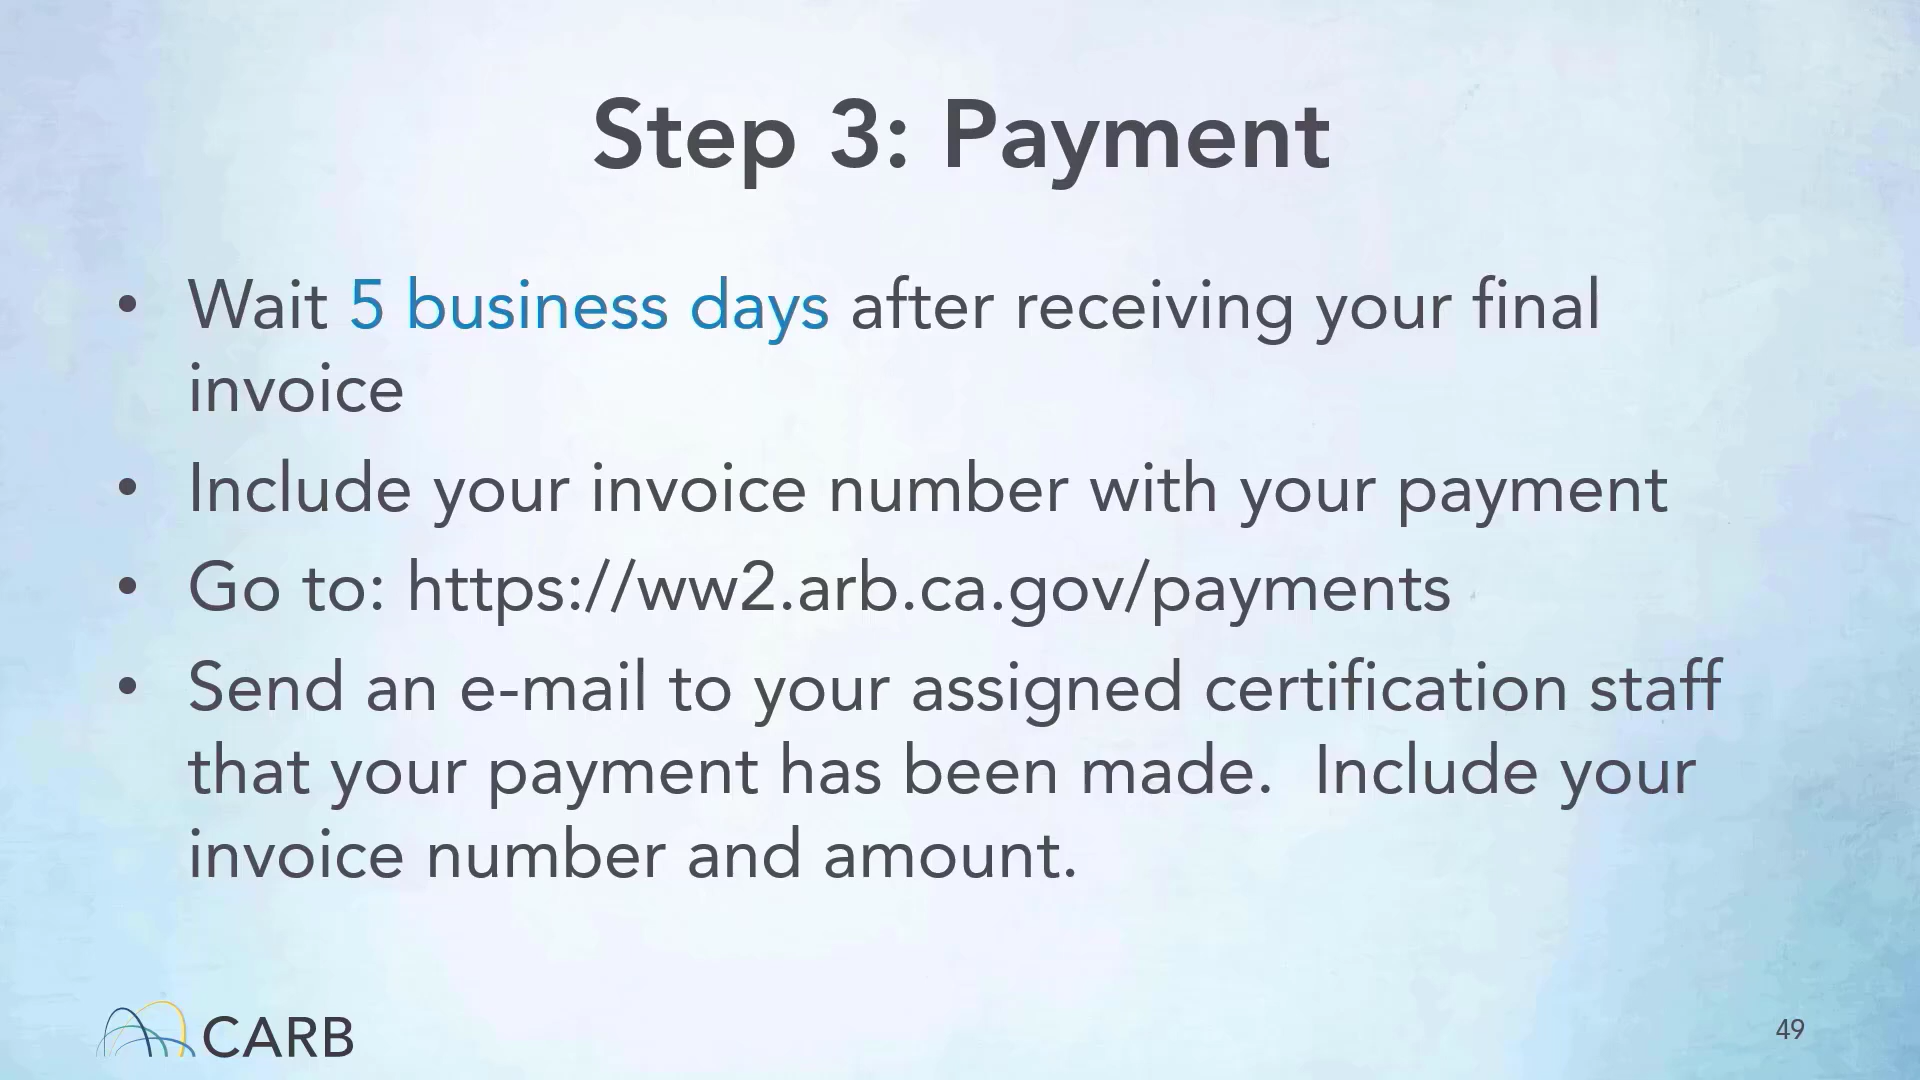 Step 3: Payment
• Wait 5 business days after receiving your final
invoice
• Include your invoice number with your payment
• Go to: https://ww2.arb.ca.gov/payments
• Send an e-mail to your assigned certification staff
that your payment has been made.  Include your
invoice number and amount.
CARB
49